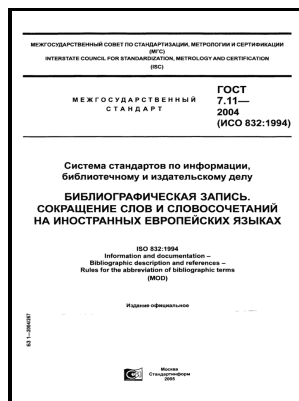 МЕЖГОСУДАРСТВЕННЫЙ СОВЕТ ПО СТАНДАРТИЗАЦИИ, МЕТРОЛОГИИ И СЕРТИФИКАЦИИ
(МГС)
INTERSTATE COUNCIL FOR STANDARDIZATION, METROLOGY AND CERTIFICATION
(ISC)
МЕЖГОСУДАРСТВЕННЫЙ
СТАНДАРТ
ГОСТ
7.11—
2004
(ИСО 832:1994)
Система стандартов по информации,
библиотечному и издательскому делу
БИБЛИОГРАФИЧЕСКАЯ ЗАПИСЬ.
СОКРАЩЕНИЕ СЛОВ И СЛОВОСОЧЕТАНИЙ
НА ИНОСТРАННЫХ ЕВРОПЕЙСКИХ ЯЗЫКАХ
ISO 832:1994
Information and documentation –
Bibliographic description and references –
Rules for the abbreviation of bibliographic terms
(MOD)
Издание официальное
Москва
Стандартинформ
2005